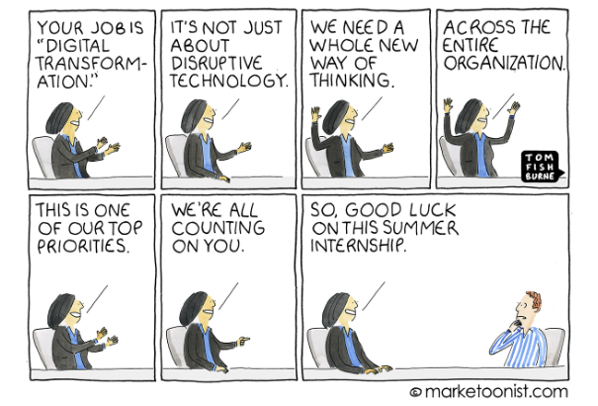 YOUR JOB IS
"DIGITAL
TRANSFORM-
ATION."
IT'S NOT JUST
ABOUT
DISRUPTIVE
TECHNOLOGY.
WE NEED A
WHOLE NEW
WAY OF
THINKING.
ACROSS THE
ENTIRE
ORGANIZATION.
TOM
FISH
BURNE
THIS IS ONE
OF OUR TOP
PRIORITIES.
WE'RE ALL
COUNTING
ON YOU.
SO, GOOD LUCK
ON THIS SUMMER
INTERNSHIP.
© marketoonist.com